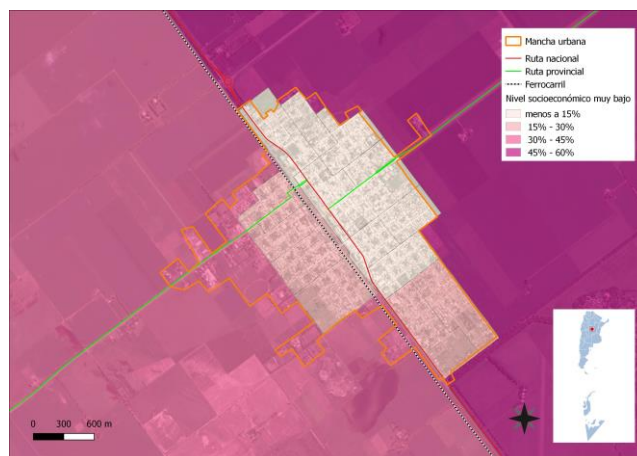 Mancha urbana
Ruta nacional
Ruta provincial
Ferrocarril
Nivel socioeconómico muy bajo
menos a 15%
15% - 30%
30% - 45%
45% - 60%
0 300 600 m